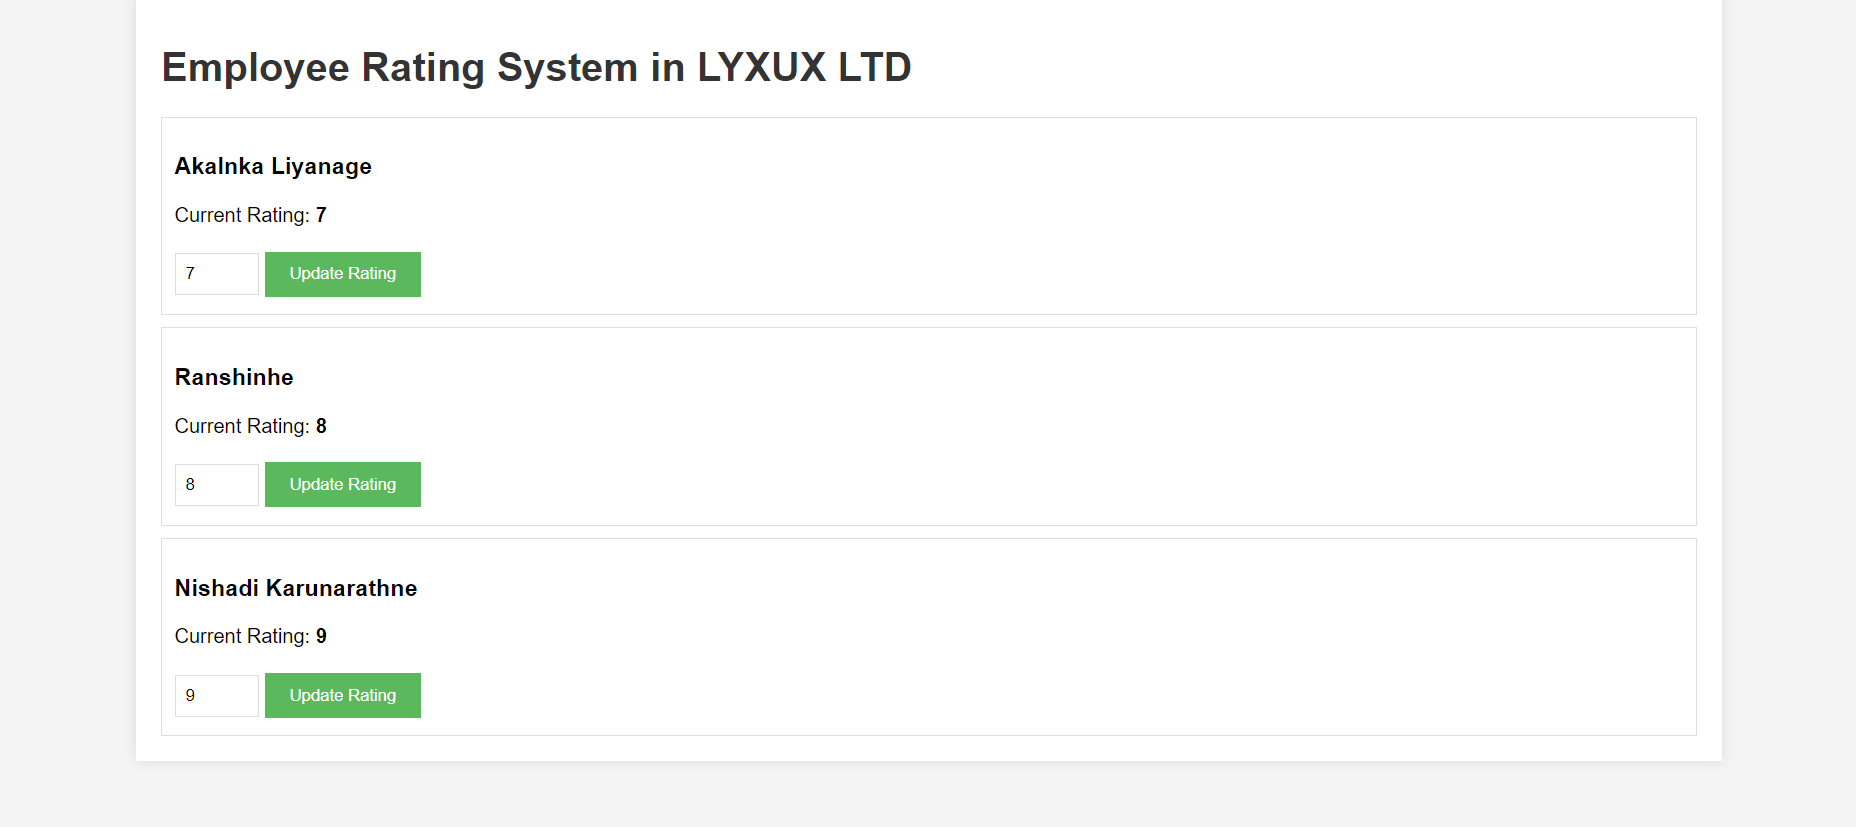 Employee Rating System in LYXUX LTD
Akalnka Liyanage
Current Rating: 7
7 Update Rating
Ranshinhe
Current Rating: 8
8 Update Rating
Nishadi Karunarathne
Current Rating: 9
9 Update Rating